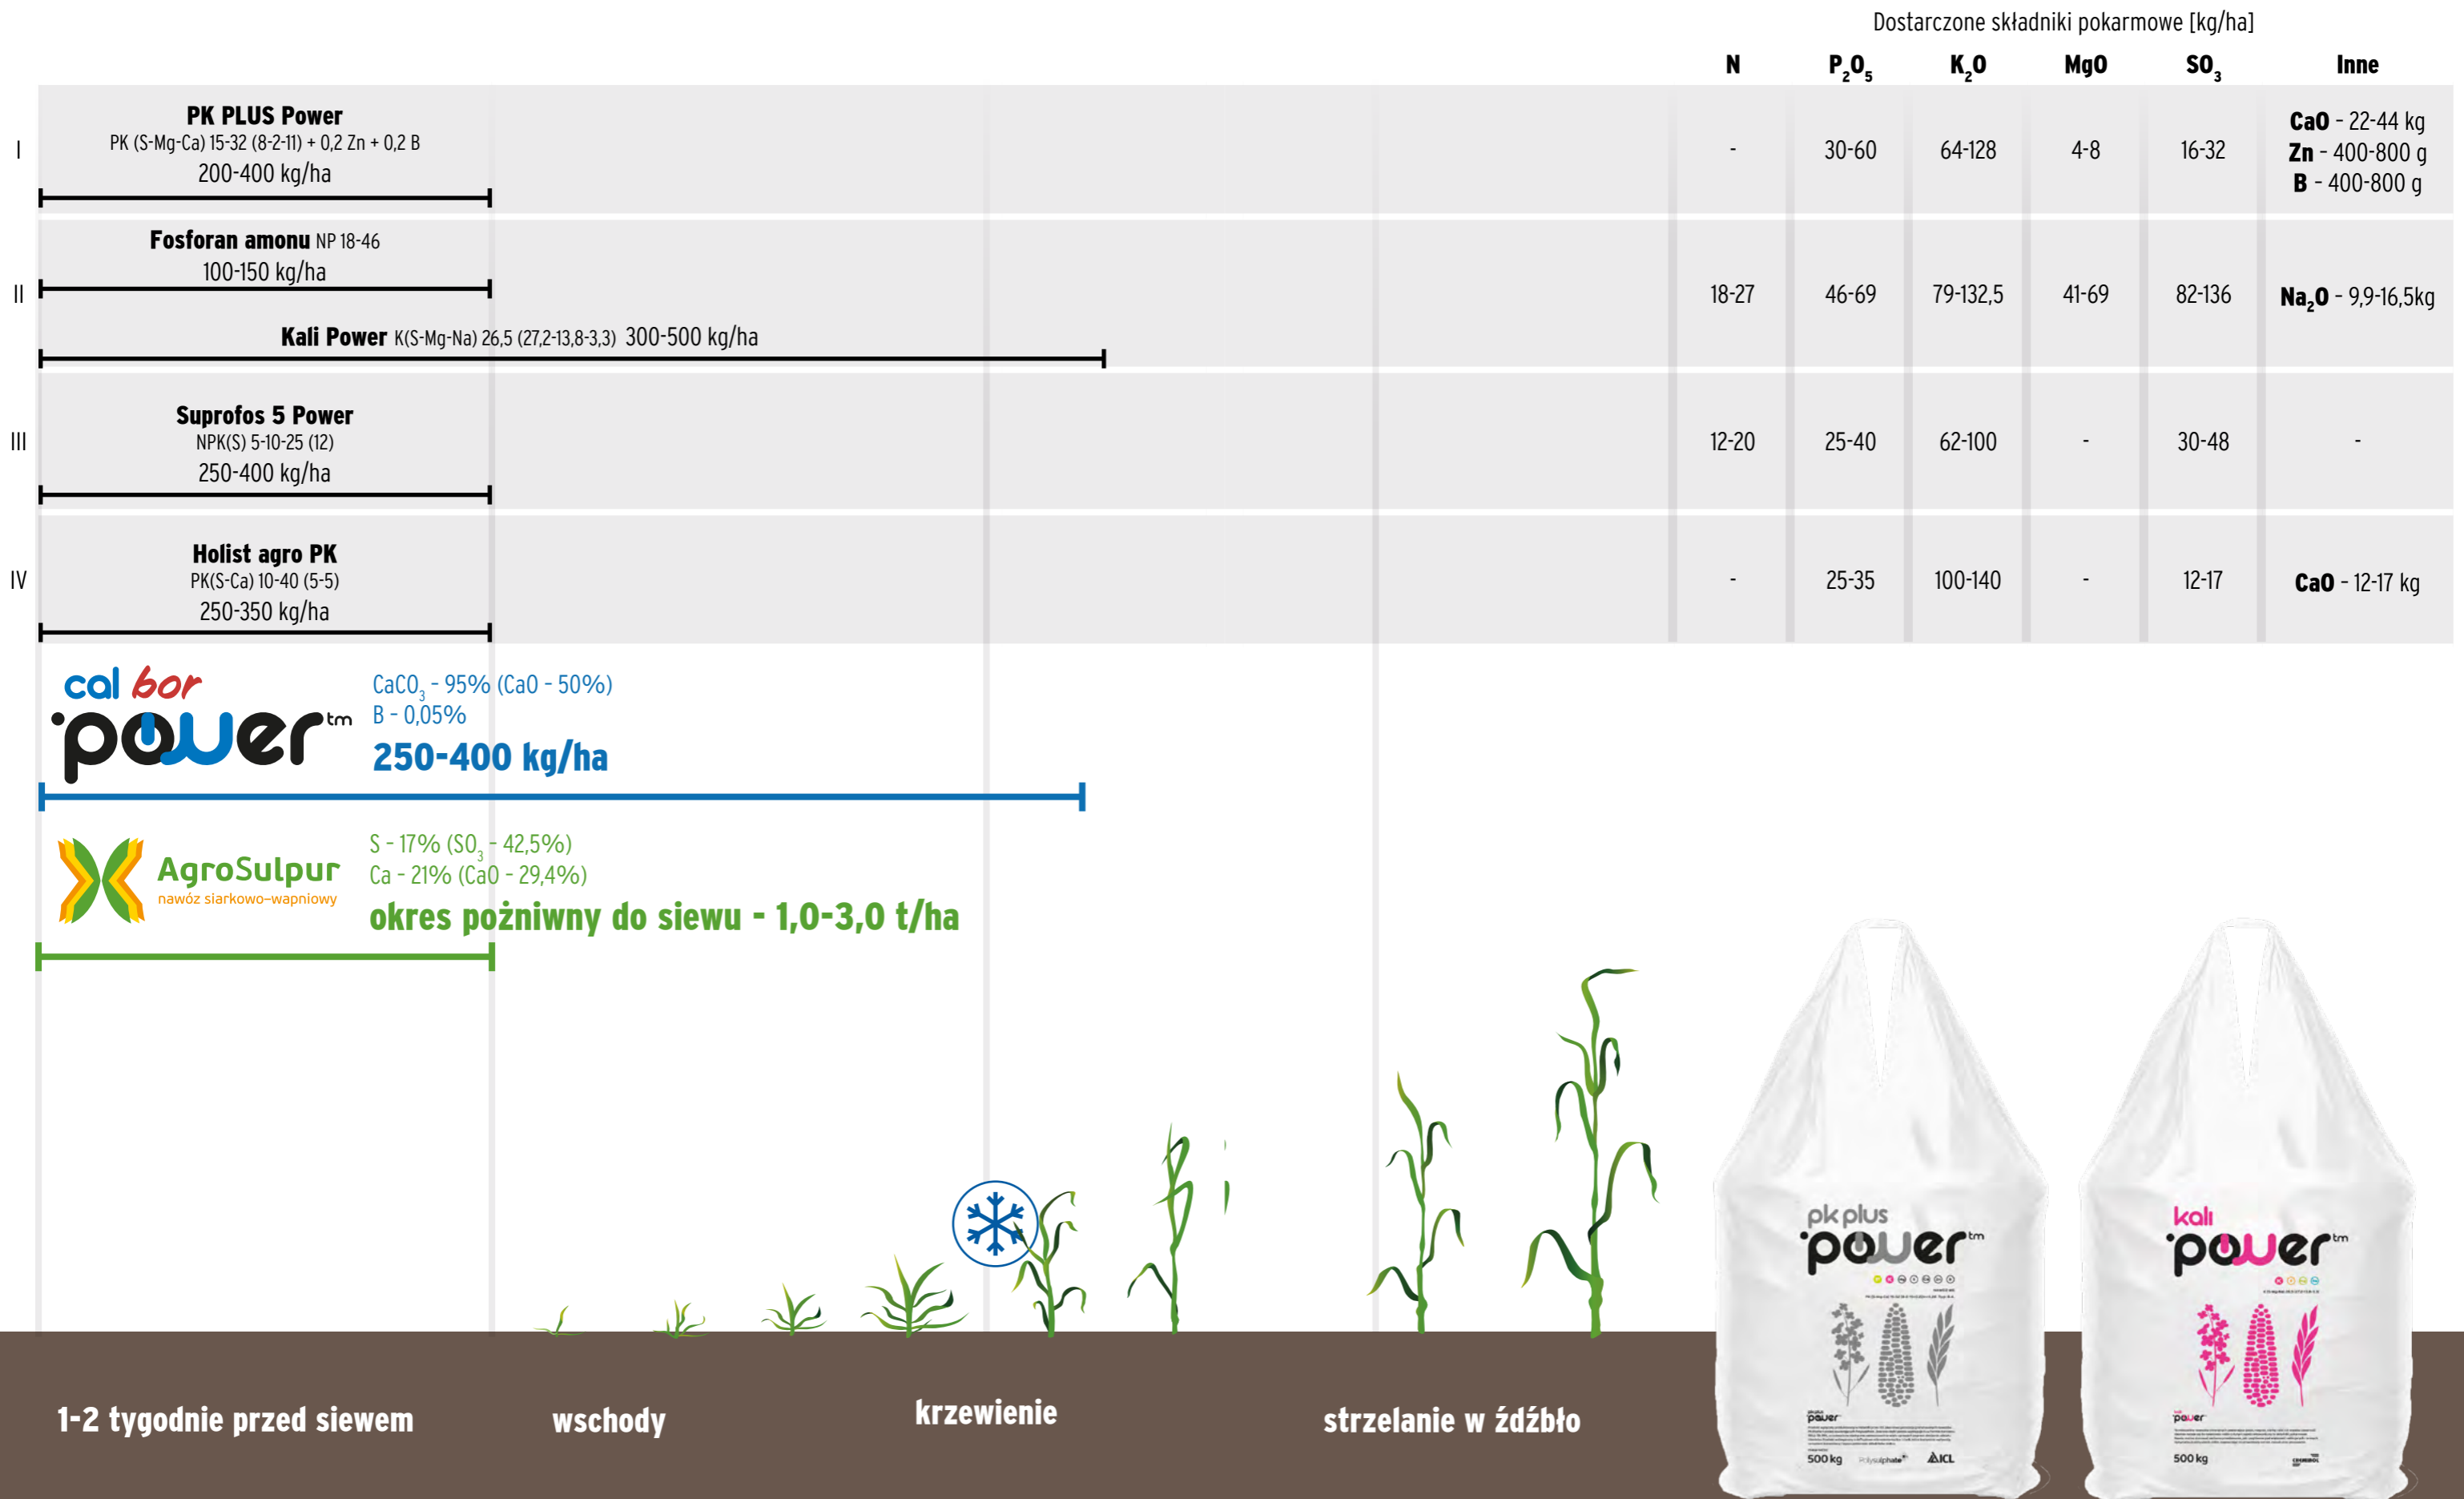 Dostarczone składniki pokarmowe [kg/ha]
N P₂O₅ K₂O MgO SO₃ Inne
I
PK PLUS Power
PK (S-Mg-Ca) 15-32 (8-2-11) + 0,2 Zn + 0,2 B
200-400 kg/ha
- 30-60 64-128 4-8 16-32
CaO - 22-44 kg
Zn - 400-800 g
B - 400-800 g
II
Fosforan amonu NP 18-46
100-150 kg/ha
Kali Power K(S-Mg-Na) 26,5 (27,2-13,8-3,3) 300-500 kg/ha
18-27 46-69 79-132,5 41-69 82-136 Na₂O - 9,9-16,5kg
III
Suprofos 5 Power
NPK(S) 5-10-25 (12)
250-400 kg/ha
12-20 25-40 62-100 - 30-48 -
IV
Holist agro PK
PK(S-Ca) 10-40 (5-5)
250-350 kg/ha
- 25-35 100-140 - 12-17 CaO - 12-17 kg
cal bor
power™
CaCO₃ - 95% (CaO - 50%)
B - 0,05%
250-400 kg/ha
AgroSulpur
nawóz siarkowo-wapniowy
S - 17% (SO₃ - 42,5%)
Ca - 21% (CaO - 29,4%)
okres pożniwny do siewu - 1,0-3,0 t/ha
1-2 tygodnie przed siewem
wschody
krzewienie
strzelanie w źdźbło
pk plus
power™
pk plus
power
500 kg Polysulphate ICL
kali
power™
kali
power
500 kg